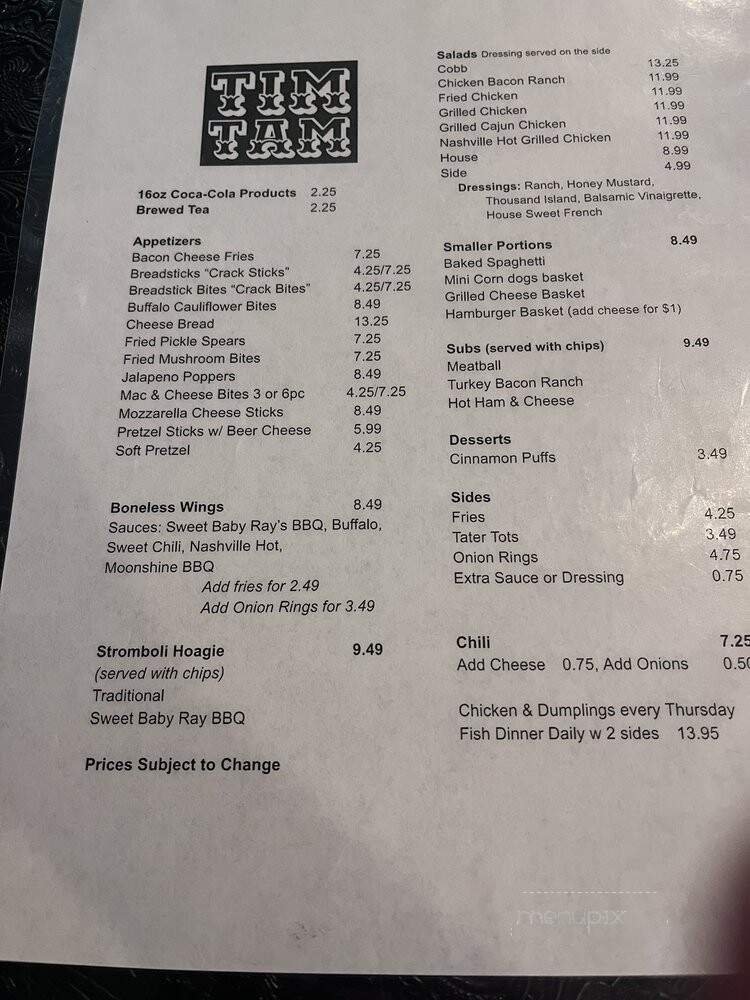 TIM
TAM
16oz Coca-Cola Products 2.25
Brewed Tea 2.25
Appetizers
Bacon Cheese Fries 7.25
Breadsticks “Crack Sticks” 4.25/7.25
Breadstick Bites “Crack Bites” 4.25/7.25
Buffalo Cauliflower Bites 8.49
Cheese Bread 13.25
Fried Pickle Spears 7.25
Fried Mushroom Bites 7.25
Jalapeno Poppers 8.49
Mac & Cheese Bites 3 or 6pc 4.25/7.25
Mozzarella Cheese Sticks 8.49
Pretzel Sticks w/ Beer Cheese 5.99
Soft Pretzel 4.25
Boneless Wings 8.49
Sauces: Sweet Baby Ray's BBQ, Buffalo,
Sweet Chili, Nashville Hot,
Moonshine BBQ
Add fries for 2.49
Add Onion Rings for 3.49
Stromboli Hoagie 9.49
(served with chips)
Traditional
Sweet Baby Ray BBQ
Prices Subject to Change
Salads Dressing served on the side
Cobb 13.25
Chicken Bacon Ranch 11.99
Fried Chicken 11.99
Grilled Chicken 11.99
Grilled Cajun Chicken 11.99
Nashville Hot Grilled Chicken 11.99
House 8.99
Side 4.99
Dressings: Ranch, Honey Mustard,
Thousand Island, Balsamic Vinaigrette,
House Sweet French
Smaller Portions 8.49
Baked Spaghetti
Mini Corn dogs basket
Grilled Cheese Basket
Hamburger Basket (add cheese for $1)
Subs (served with chips) 9.49
Meatball
Turkey Bacon Ranch
Hot Ham & Cheese
Desserts
Cinnamon Puffs 3.49
Sides
Fries 4.25
Tater Tots 3.49
Onion Rings 4.75
Extra Sauce or Dressing 0.75
Chili 7.25
Add Cheese 0.75, Add Onions 0.50
Chicken & Dumplings every Thursday
Fish Dinner Daily w 2 sides 13.95
menupix